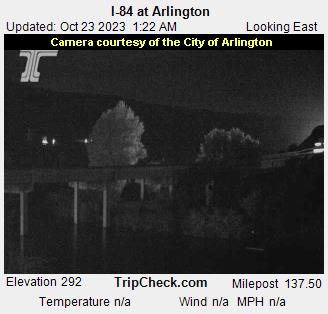 I-84 at Arlington
Updated: Oct 23 2023 1:22 AM Looking East
Camera courtesy of the City of Arlington
Elevation 292 TripCheck.com Milepost 137.50
Temperature n/a Wind n/a MPH n/a